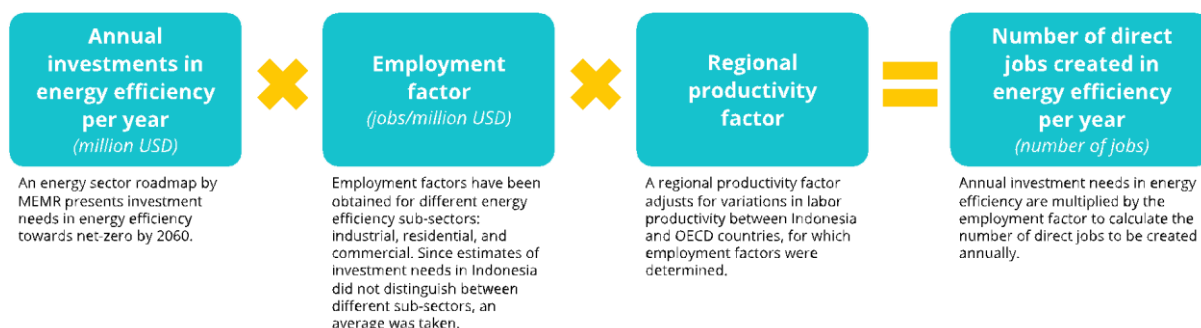 Annual
investments in
energy efficiency
per year
(million USD)
Employment
factor
(jobs/million USD)
Regional
productivity
factor
Number of direct
jobs created in
energy efficiency
per year
(number of jobs)
An energy sector roadmap by
MEMR presents investment
needs in energy efficiency
towards net-zero by 2060.
Employment factors have been
obtained for different energy
efficiency sub-sectors:
industrial, residential, and
commercial. Since estimates of
investment needs in Indonesia
did not distinguish between
different sub-sectors, an
average was taken.
A regional productivity factor
adjusts for variations in labor
productivity between Indonesia
and OECD countries, for which
employment factors were
determined.
Annual investment needs in energy
efficiency are multiplied by the
employment factor to calculate the
number of direct jobs to be created
annually.